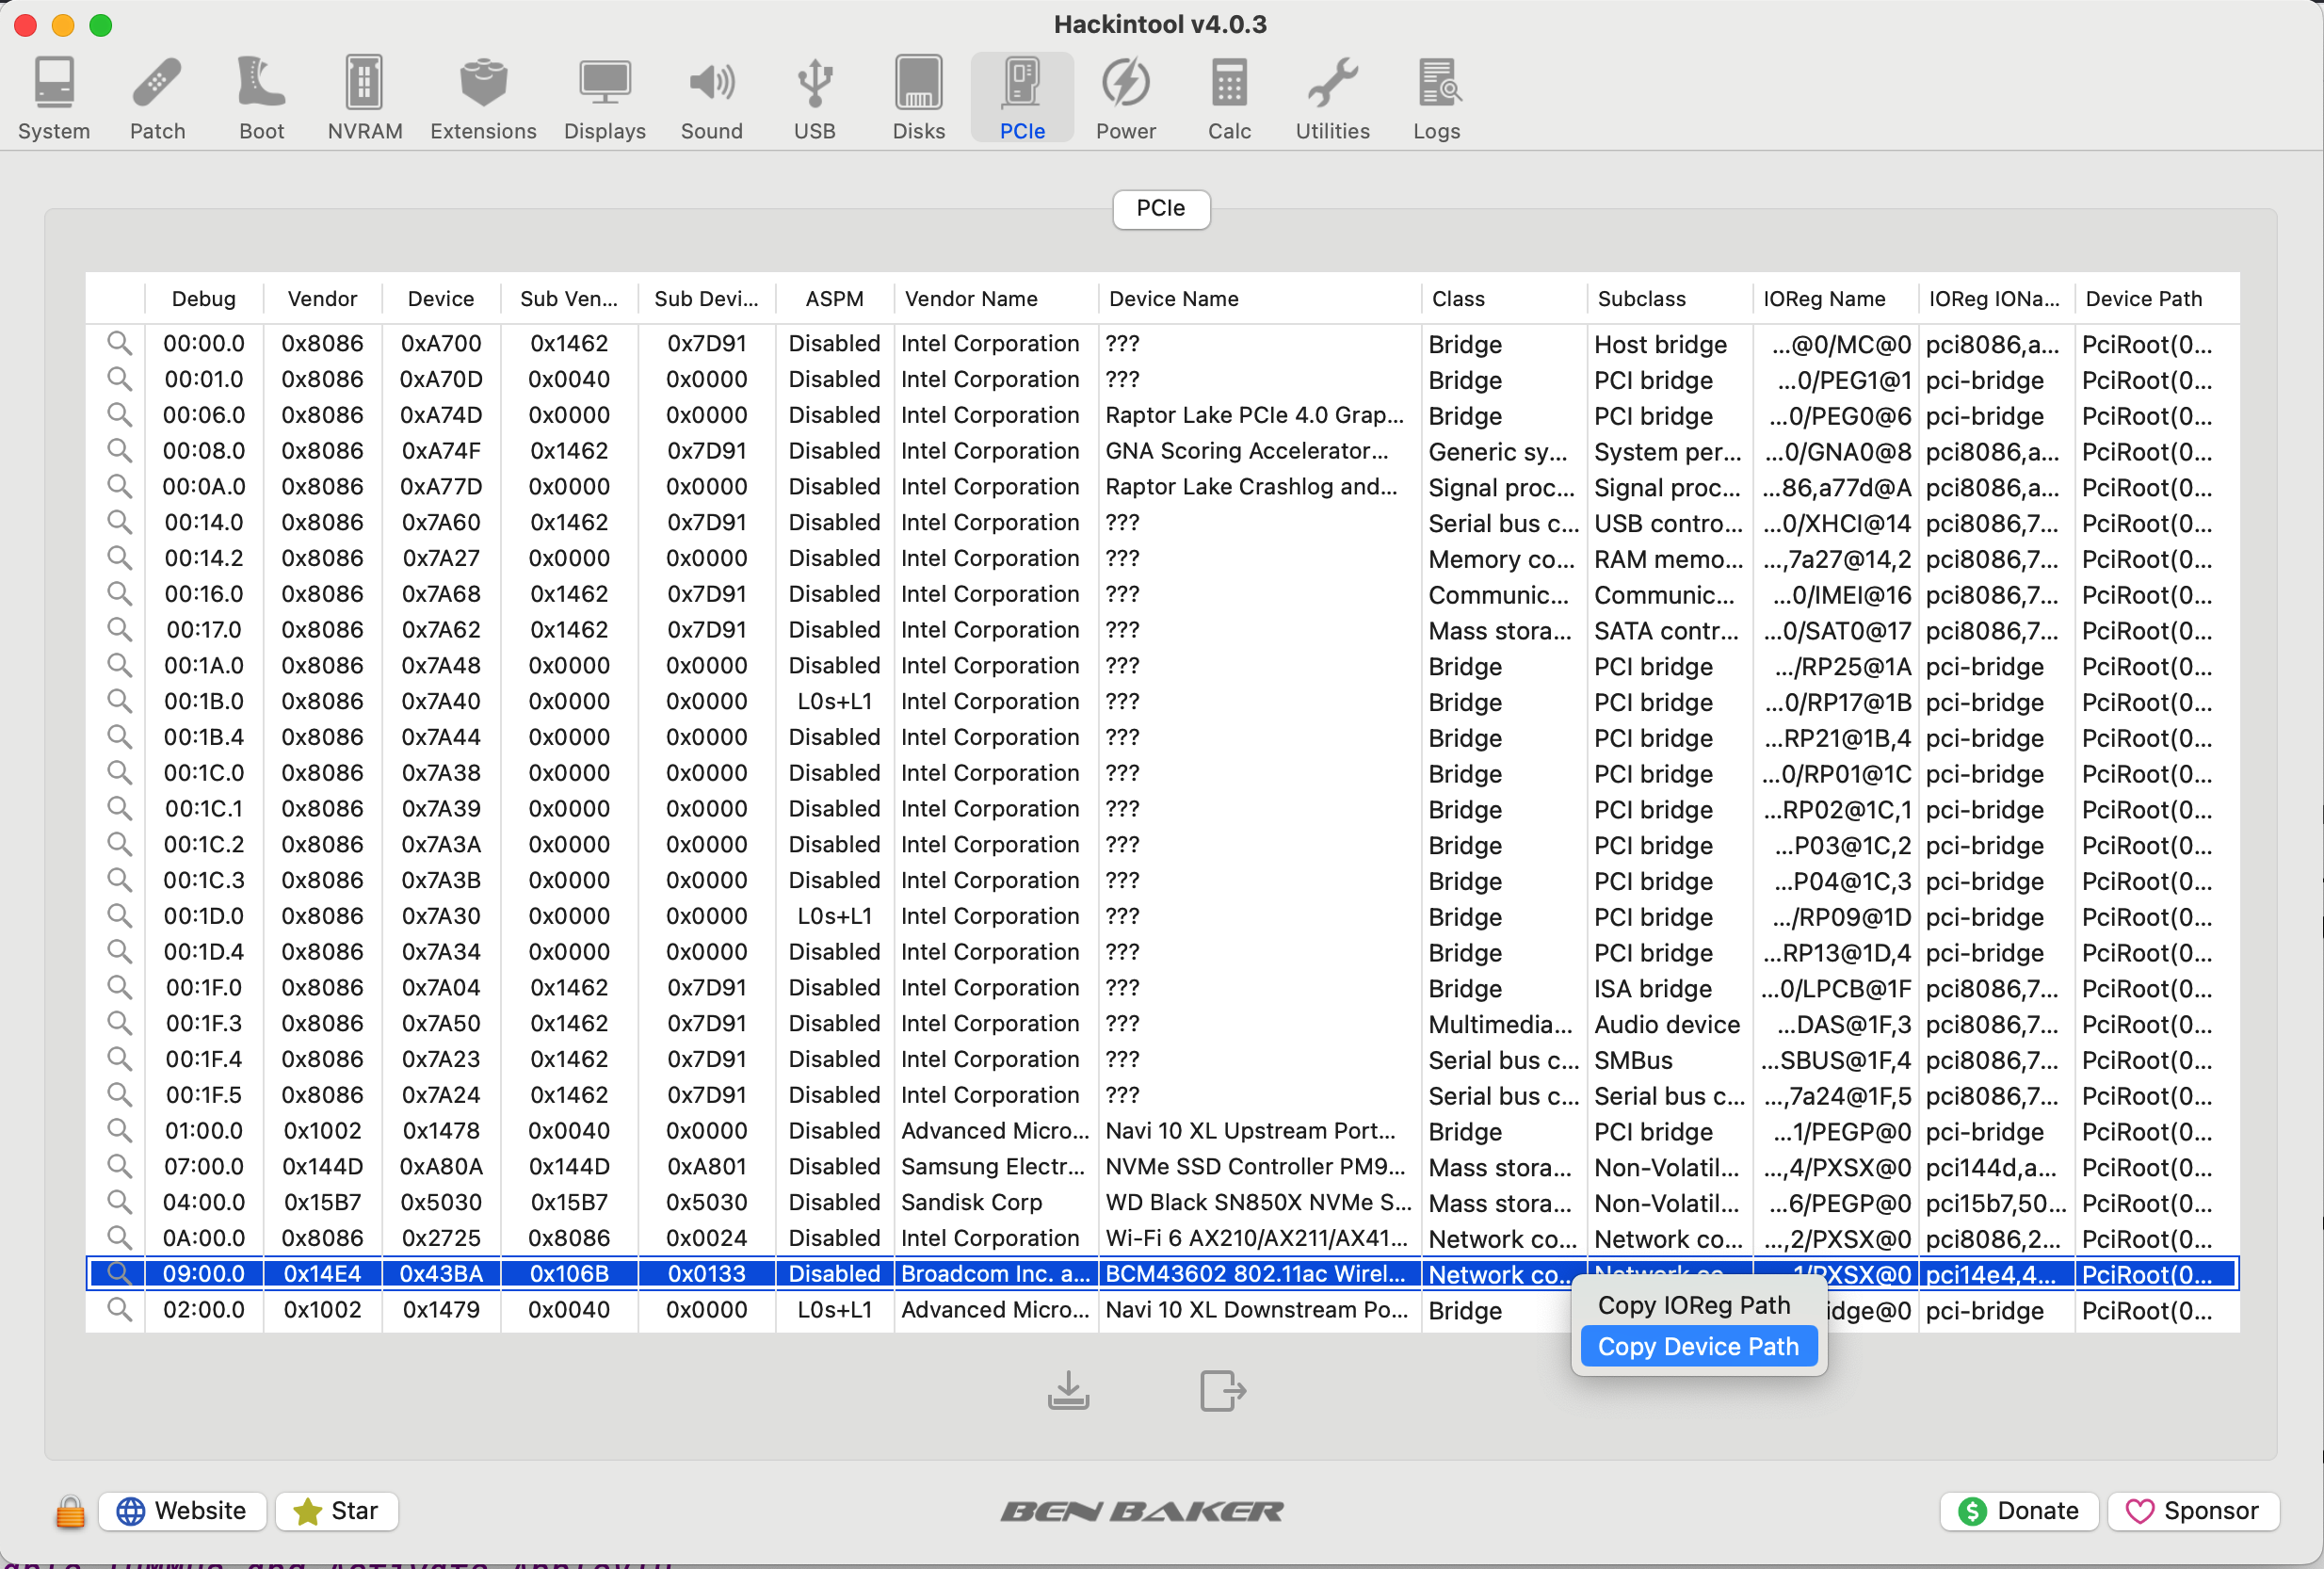 Hackintool v4.0.3
System Patch Boot NVRAM Extensions Displays Sound USB Disks PCIe Power Calc Utilities Logs
PCIe
Debug Vendor Device Sub Ven... Sub Devi... ASPM Vendor Name Device Name Class Subclass IOReg Name IOReg IONa... Device Path
00:00.0 0x8086 0xA700 0x1462 0x7D91 Disabled Intel Corporation ??? Bridge Host bridge ...@0/MC@0 pci8086,a... PciRoot(0...
00:01.0 0x8086 0xA70D 0x0040 0x0000 Disabled Intel Corporation ??? Bridge PCI bridge ...0/PEG1@1 pci-bridge PciRoot(0...
00:06.0 0x8086 0xA74D 0x0000 0x0000 Disabled Intel Corporation Raptor Lake PCIe 4.0 Grap... Bridge PCI bridge ...0/PEG0@6 pci-bridge PciRoot(0...
00:08.0 0x8086 0xA74F 0x1462 0x7D91 Disabled Intel Corporation GNA Scoring Accelerator... Generic sy... System per... ...0/GNA0@8 pci8086,a... PciRoot(0...
00:0A.0 0x8086 0xA77D 0x0000 0x0000 Disabled Intel Corporation Raptor Lake Crashlog and... Signal proc... Signal proc... ...86,a77d@A pci8086,a... PciRoot(0...
00:14.0 0x8086 0x7A60 0x1462 0x7D91 Disabled Intel Corporation ??? Serial bus c... USB contro... ...0/XHCI@14 pci8086,7... PciRoot(0...
00:14.2 0x8086 0x7A27 0x0000 0x0000 Disabled Intel Corporation ??? Memory co... RAM memo... ...,7a27@14,2 pci8086,7... PciRoot(0...
00:16.0 0x8086 0x7A68 0x1462 0x7D91 Disabled Intel Corporation ??? Communic... Communic... ...0/IMEI@16 pci8086,7... PciRoot(0...
00:17.0 0x8086 0x7A62 0x1462 0x7D91 Disabled Intel Corporation ??? Mass stora... SATA contr... ...0/SAT0@17 pci8086,7... PciRoot(0...
00:1A.0 0x8086 0x7A48 0x0000 0x0000 Disabled Intel Corporation ??? Bridge PCI bridge .../RP25@1A pci-bridge PciRoot(0...
00:1B.0 0x8086 0x7A40 0x0000 0x0000 L0s+L1 Intel Corporation ??? Bridge PCI bridge ...0/RP17@1B pci-bridge PciRoot(0...
00:1B.4 0x8086 0x7A44 0x0000 0x0000 Disabled Intel Corporation ??? Bridge PCI bridge ...RP21@1B,4 pci-bridge PciRoot(0...
00:1C.0 0x8086 0x7A38 0x0000 0x0000 Disabled Intel Corporation ??? Bridge PCI bridge ...0/RP01@1C pci-bridge PciRoot(0...
00:1C.1 0x8086 0x7A39 0x0000 0x0000 Disabled Intel Corporation ??? Bridge PCI bridge ...RP02@1C,1 pci-bridge PciRoot(0...
00:1C.2 0x8086 0x7A3A 0x0000 0x0000 Disabled Intel Corporation ??? Bridge PCI bridge ...P03@1C,2 pci-bridge PciRoot(0...
00:1C.3 0x8086 0x7A3B 0x0000 0x0000 Disabled Intel Corporation ??? Bridge PCI bridge ...P04@1C,3 pci-bridge PciRoot(0...
00:1D.0 0x8086 0x7A30 0x0000 0x0000 L0s+L1 Intel Corporation ??? Bridge PCI bridge .../RP09@1D pci-bridge PciRoot(0...
00:1D.4 0x8086 0x7A34 0x0000 0x0000 Disabled Intel Corporation ??? Bridge PCI bridge ...RP13@1D,4 pci-bridge PciRoot(0...
00:1F.0 0x8086 0x7A04 0x1462 0x7D91 Disabled Intel Corporation ??? Bridge ISA bridge ...0/LPCB@1F pci8086,7... PciRoot(0...
00:1F.3 0x8086 0x7A50 0x1462 0x7D91 Disabled Intel Corporation ??? Multimedia... Audio device ...DAS@1F,3 pci8086,7... PciRoot(0...
00:1F.4 0x8086 0x7A23 0x1462 0x7D91 Disabled Intel Corporation ??? Serial bus c... SMBus ...SBUS@1F,4 pci8086,7... PciRoot(0...
00:1F.5 0x8086 0x7A24 0x1462 0x7D91 Disabled Intel Corporation ??? Serial bus c... Serial bus c... ...,7a24@1F,5 pci8086,7... PciRoot(0...
01:00.0 0x1002 0x1478 0x0040 0x0000 Disabled Advanced Micro... Navi 10 XL Upstream Port... Bridge PCI bridge ...1/PEGP@0 pci-bridge PciRoot(0...
07:00.0 0x144D 0xA80A 0x144D 0xA801 Disabled Samsung Electr... NVMe SSD Controller PM9... Mass stora... Non-Volatil... ...,4/PXSX@0 pci144d,a... PciRoot(0...
04:00.0 0x15B7 0x5030 0x15B7 0x5030 Disabled Sandisk Corp WD Black SN850X NVMe S... Mass stora... Non-Volatil... ...6/PEGP@0 pci15b7,50... PciRoot(0...
0A:00.0 0x8086 0x2725 0x8086 0x0024 Disabled Intel Corporation Wi-Fi 6 AX210/AX211/AX41... Network co... Network co... ...,2/PXSX@0 pci8086,2... PciRoot(0...
09:00.0 0x14E4 0x43BA 0x106B 0x0133 Disabled Broadcom Inc. a... BCM43602 802.11ac Wirel... Network co... Network co... 1/PXSX@0 pci14e4,4... PciRoot(0...
02:00.0 0x1002 0x1479 0x0040 0x0000 L0s+L1 Advanced Micro... Navi 10 XL Downstream Po... Bridge idge@0 pci-bridge PciRoot(0...
Copy IOReg Path
Copy Device Path
Website Star BEN BAKER Donate Sponsor